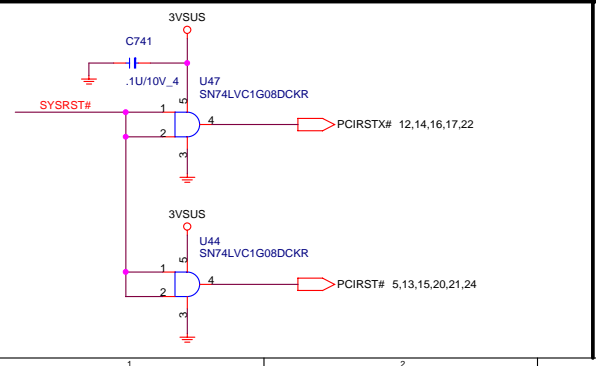 3VSUS
C741
.1U/10V_4
U47
SN74LVC1G08DCKR
SYSRST#
1
5
2
4
3
PCIRSTX# 12,14,16,17,22
3VSUS
U44
SN74LVC1G08DCKR
5
1
2
4
3
PCIRST# 5,13,15,20,21,24
1
2